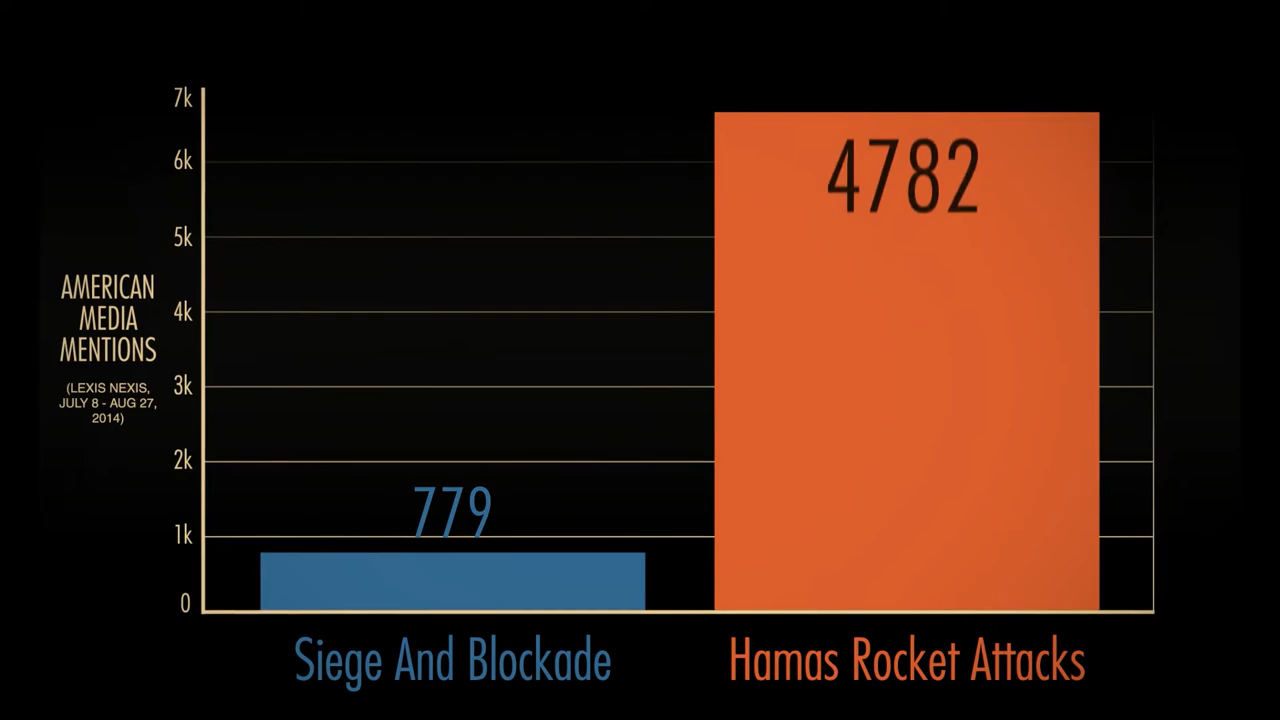 7k
6k
5k
4k
3k
2k
1k
0
AMERICAN
MEDIA
MENTIONS
(LEXIS NEXIS,
JULY 8 - AUG 27,
2014)
779
4782
Siege And Blockade
Hamas Rocket Attacks